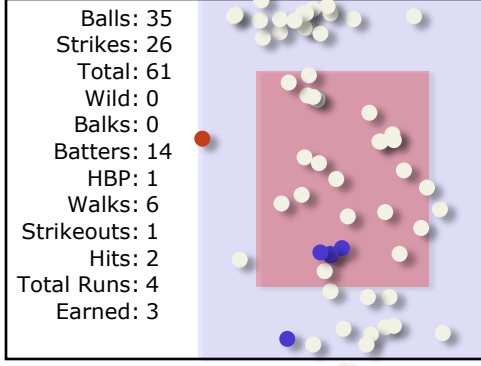 Balls: 35
Strikes: 26
Total: 61
Wild: 0
Balks: 0
Batters: 14
HBP: 1
Walks: 6
Strikeouts: 1
Hits: 2
Total Runs: 4
Earned: 3